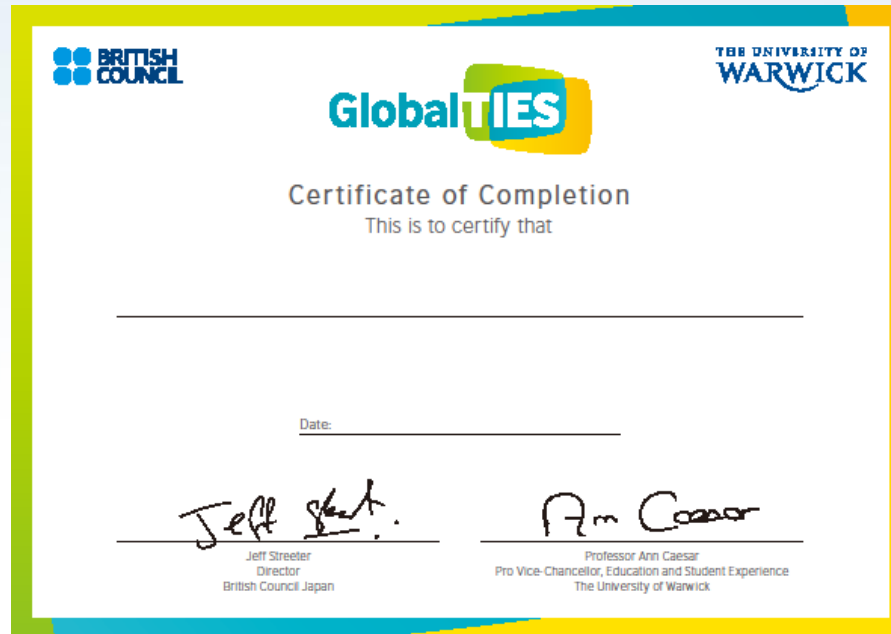 BRITISH
COUNCIL
THE UNIVERSITY OF
WARWICK
GlobalTIES
Certificate of Completion
This is to certify that
Date:
Jeff Streeter
Director
British Council Japan
Ann Caesar
Professor Ann Caesar
Pro Vice-Chancellor, Education and Student Experience
The University of Warwick